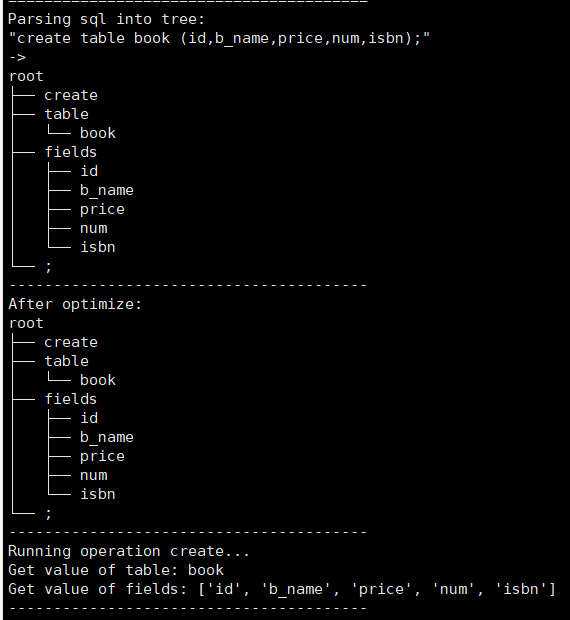 ========================================
Parsing sql into tree:
"create table book (id,b_name,price,num,isbn);"
->
root
├── create
├── table
│   └── book
├── fields
│   ├── id
│   ├── b_name
│   ├── price
│   ├── num
│   └── isbn
└── ;
----------------------------------------
After optimize:
root
├── create
├── table
│   └── book
├── fields
│   ├── id
│   ├── b_name
│   ├── price
│   ├── num
│   └── isbn
└── ;
----------------------------------------
Running operation create...
Get value of table: book
Get value of fields: ['id', 'b_name', 'price', 'num', 'isbn']
----------------------------------------